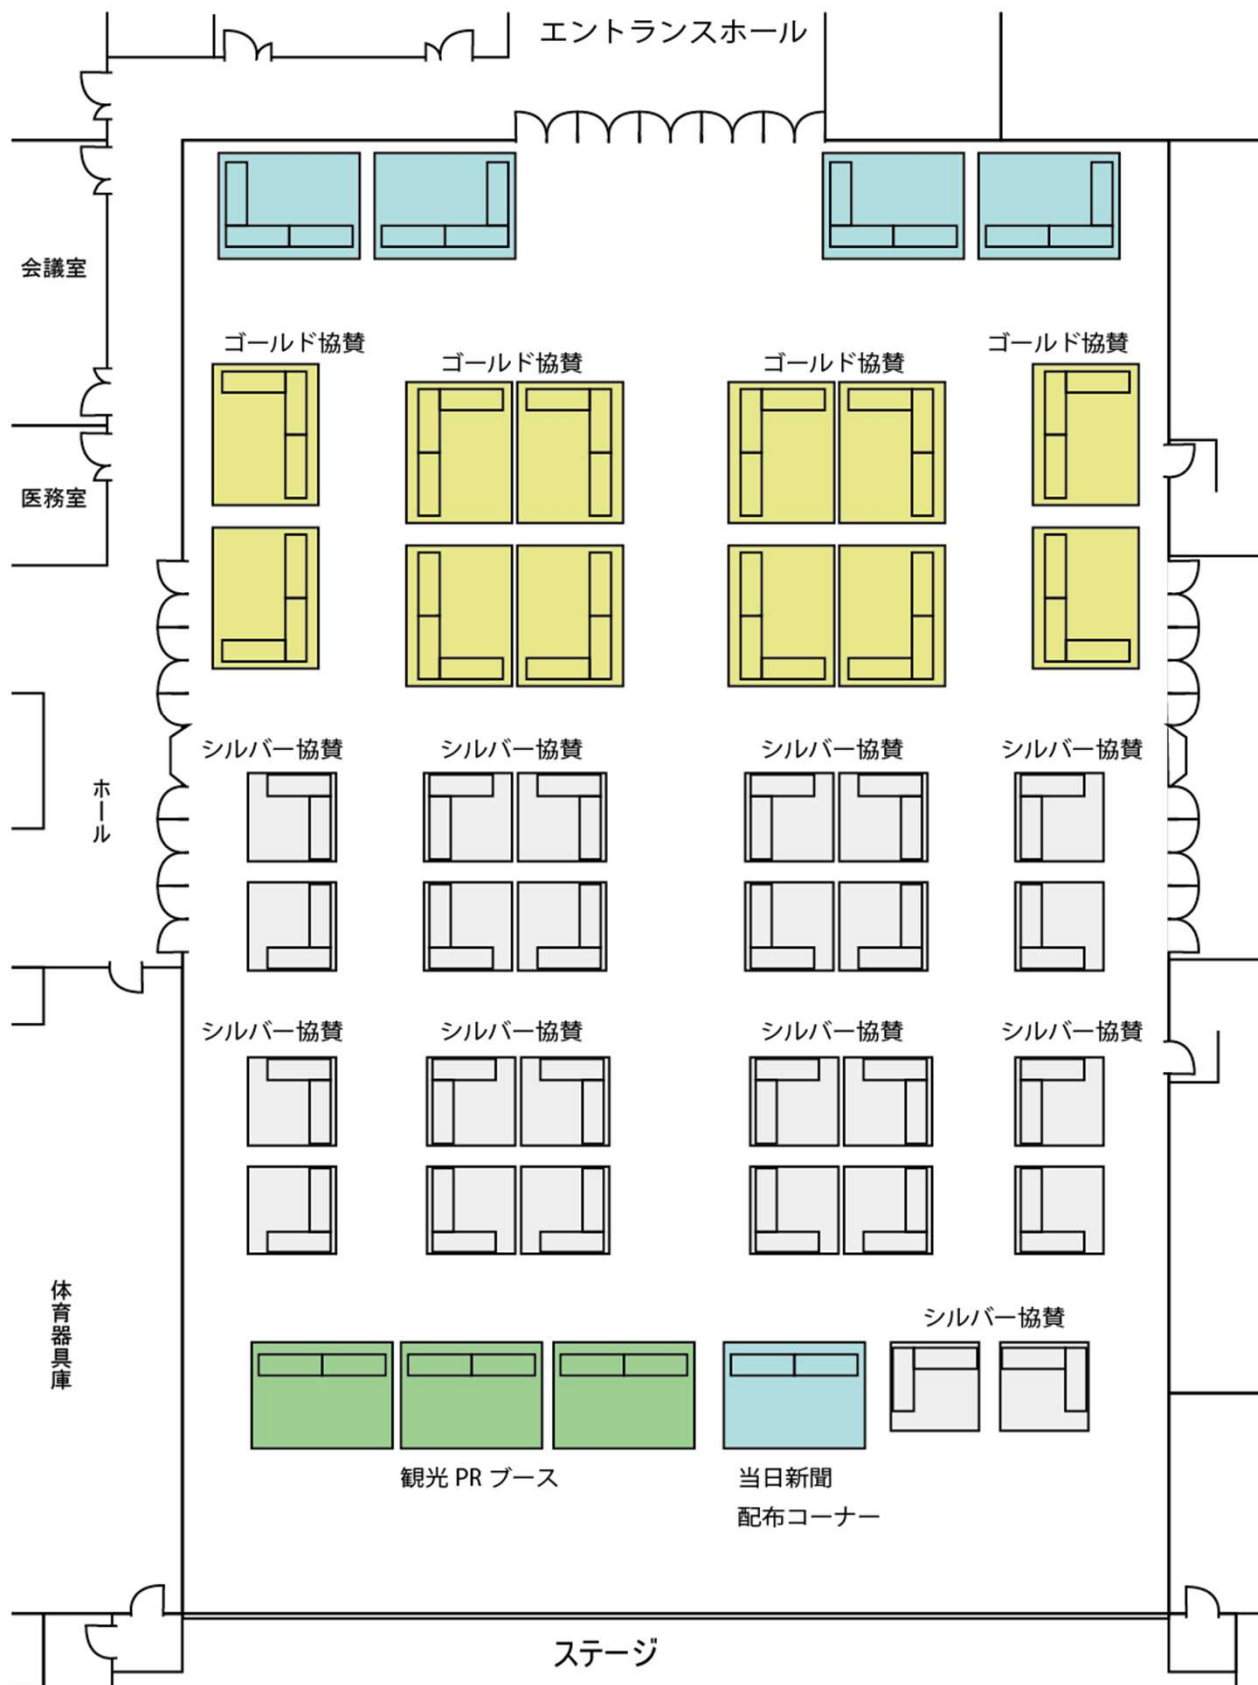 エントランスホール
会議室
ゴールド協賛
ゴールド協賛
ゴールド協賛
ゴールド協賛
医務室
シルバー協賛
シルバー協賛
シルバー協賛
シルバー協賛
ホール
シルバー協賛
シルバー協賛
シルバー協賛
シルバー協賛
体育器具庫
シルバー協賛
観光 PR ブース
当日新聞
配布コーナー
ステージ